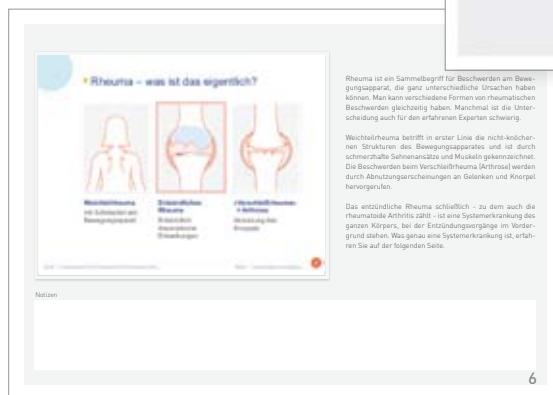 Rheuma – was ist das eigentlich?
Weichteilrheuma
Entzündliches
Rheuma
Rheuma ist ein Sammelbegriff für Beschwerden am Bewe-
gungsapparat, die ganz unterschiedliche Ursachen haben
können. Man kann verschiedene Formen von rheumatischen
Beschwerden gleichzeitig haben. Manchmal ist die Unter-
scheidung auch für den erfahrenen Experten schwierig.
Weichteilrheuma betrifft in erster Linie die nicht-knöcher-
nen Strukturen des Bewegungsapparates und ist durch
schmerzhafte Sehnenansätze und Muskeln gekennzeichnet.
Die Beschwerden beim Verschleißrheuma (Arthrose) werden
durch Abnutzungserscheinungen an Gelenken und Knorpel
hervorgerufen.
Das entzündliche Rheuma schließlich - zu dem auch die
rheumatoide Arthritis zählt - ist eine Systemerkrankung des
ganzen Körpers, bei der Entzündungsvorgänge im Vorder-
grund stehen. Was genau eine Systemerkrankung ist, erfah-
ren Sie auf der folgenden Seite.
Notizen
6